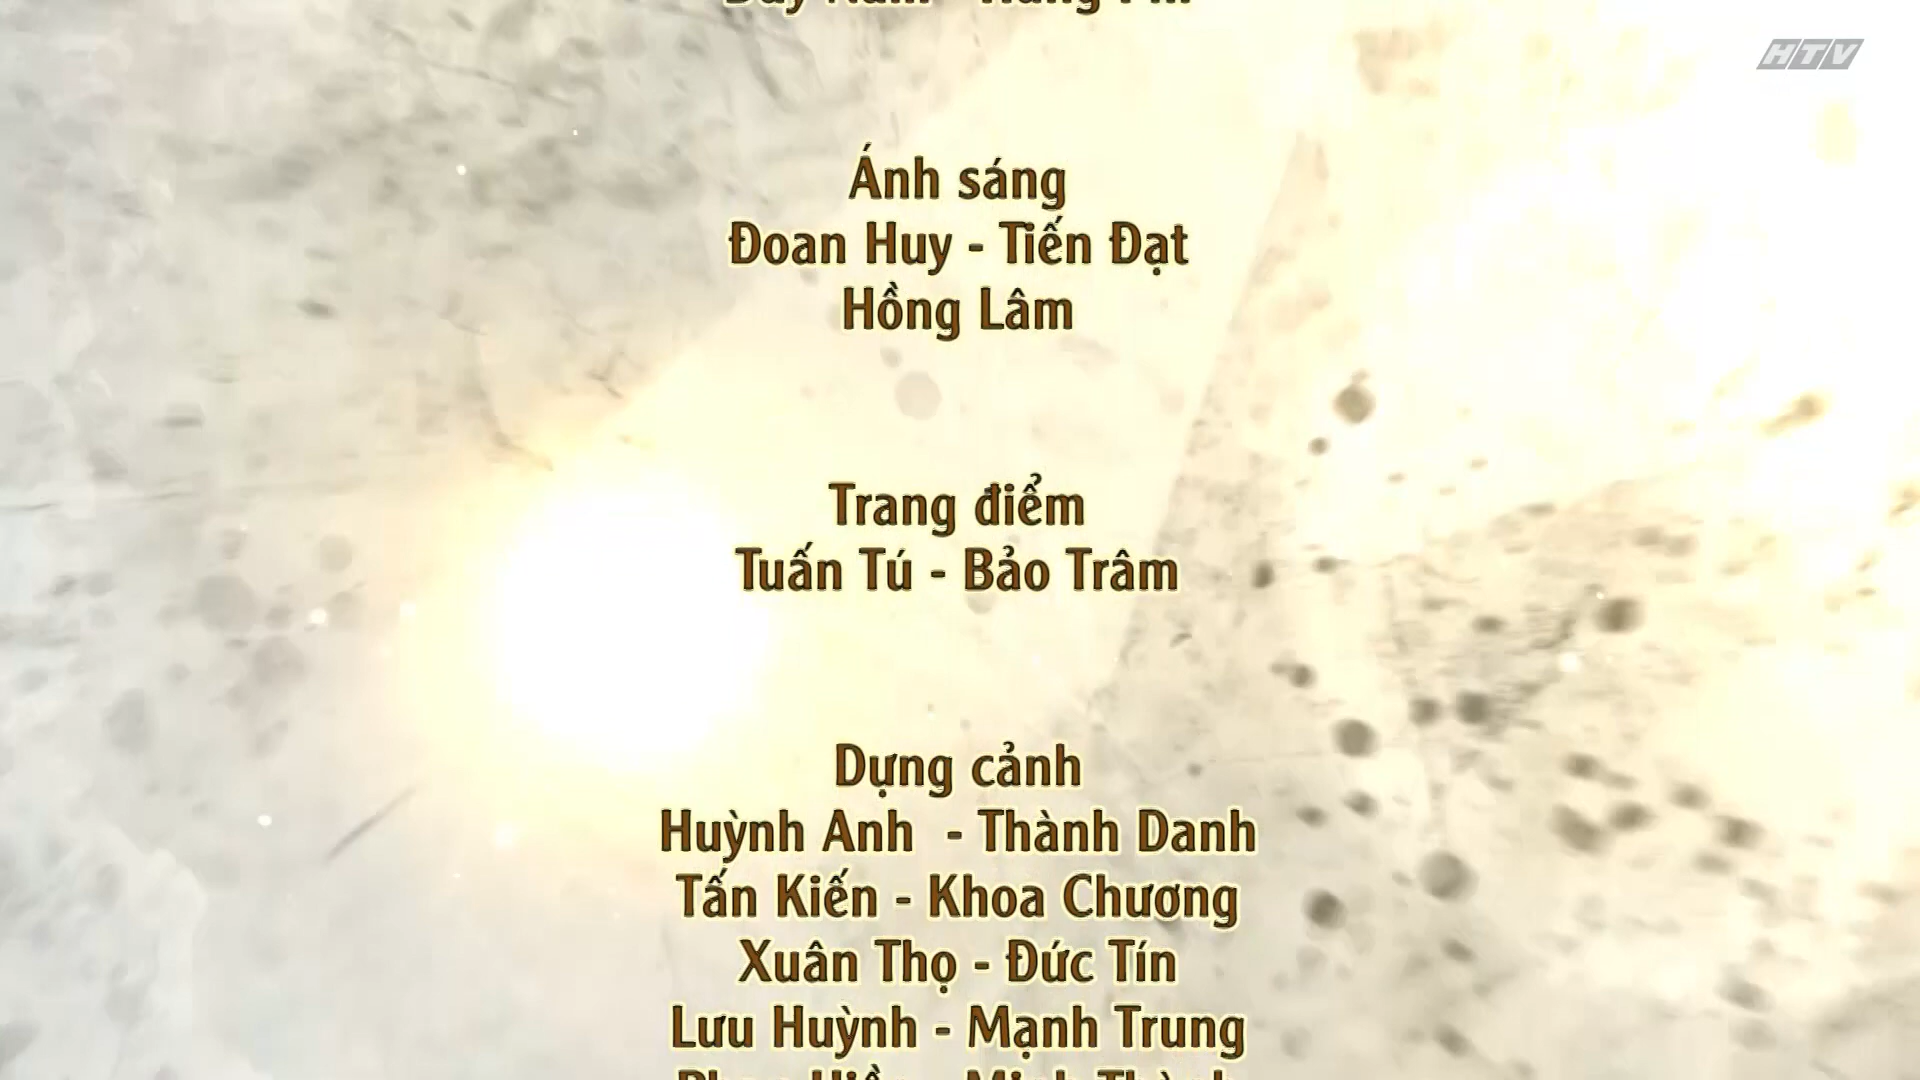 HTV
Ánh sáng
Đoan Huy - Tiến Đạt
Hồng Lâm
Trang điểm
Tuấn Tú - Bảo Trâm
Dựng cảnh
Huỳnh Anh - Thành Danh
Tấn Kiến - Khoa Chương
Xuân Thọ - Đức Tín
Lưu Huỳnh - Mạnh Trung